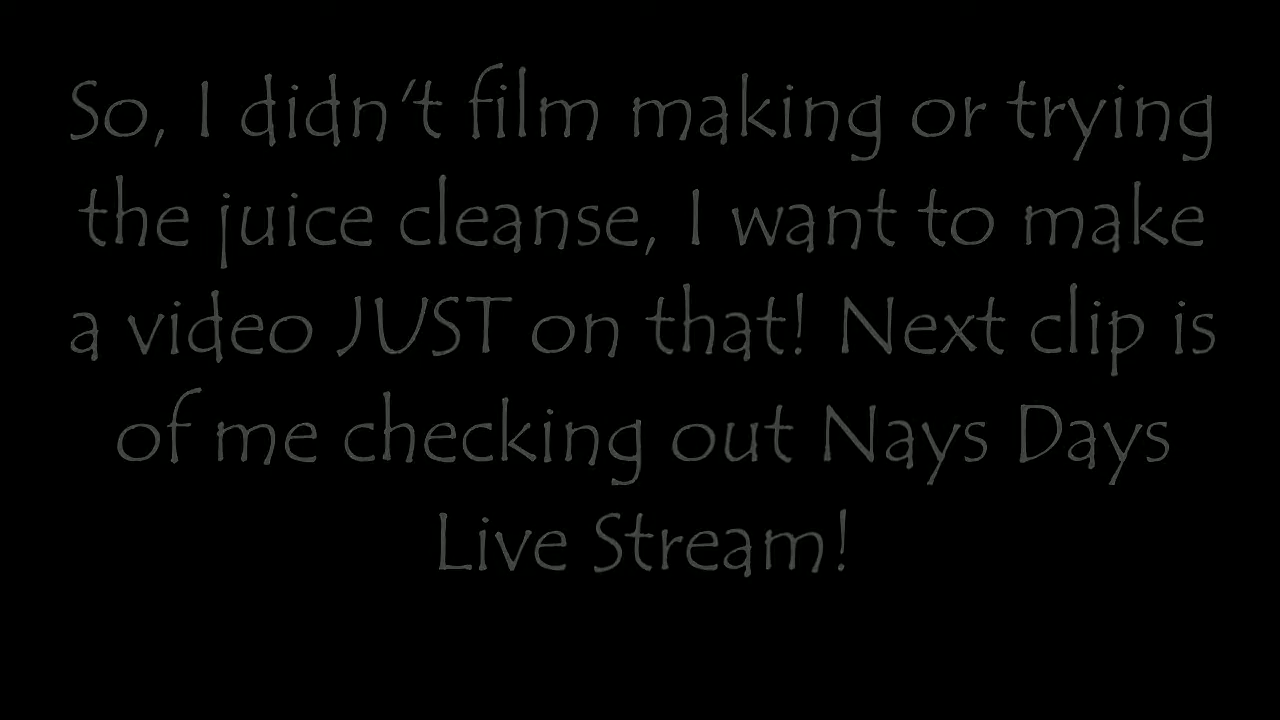 So, I didn't film making or trying
the juice cleanse, I want to make
a video JUST on that! Next clip is
of me checking out Nays Days
Live Stream!